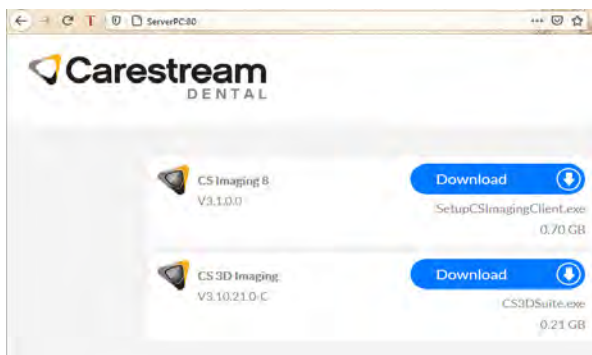 ServerPC:80
Carestream
DENTAL
CS Imaging 8
Download
V3.1.0.0
SetupCSImagingClient.exe
0.70 GB
CS 3D Imaging
Download
V3.10.21.0-C
CS3DSuite.exe
0.21 GB